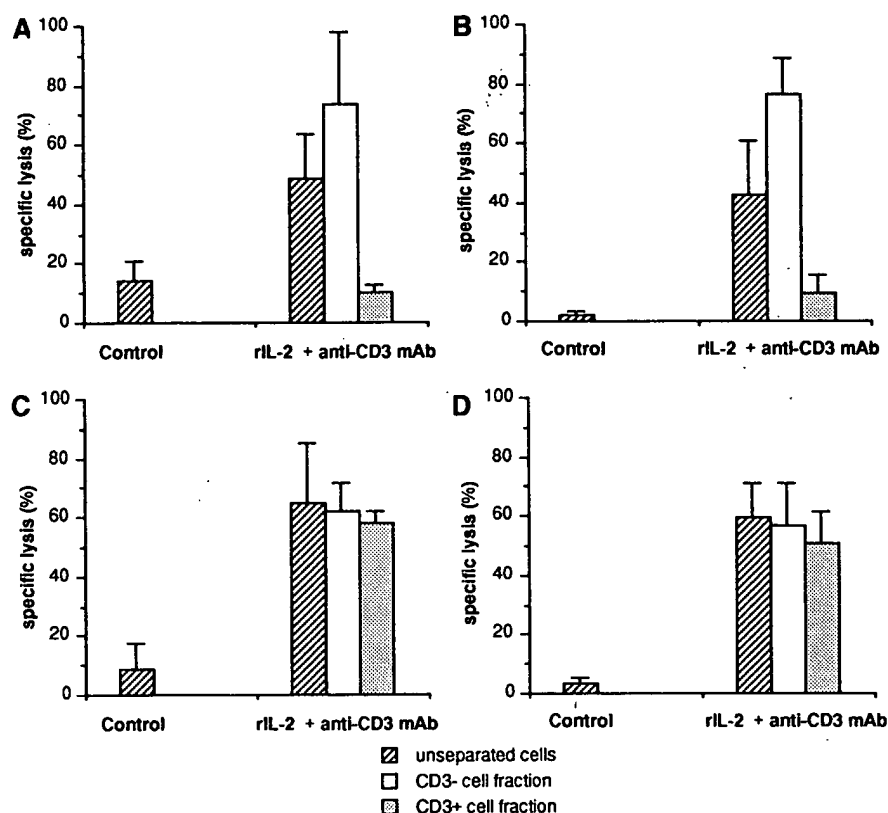 A
B
100
80
60
40
20
0
specific lysis (%)
Control
rIL-2 + anti-CD3 mAb
100
80
60
40
20
0
specific lysis (%)
Control
rIL-2 + anti-CD3 mAb
C
D
100
80
60
40
20
0
specific lysis (%)
Control
rIL-2 + anti-CD3 mAb
100
80
60
40
20
0
specific lysis (%)
Control
rIL-2 + anti-CD3 mAb
unseparated cells
CD3- cell fraction
CD3+ cell fraction